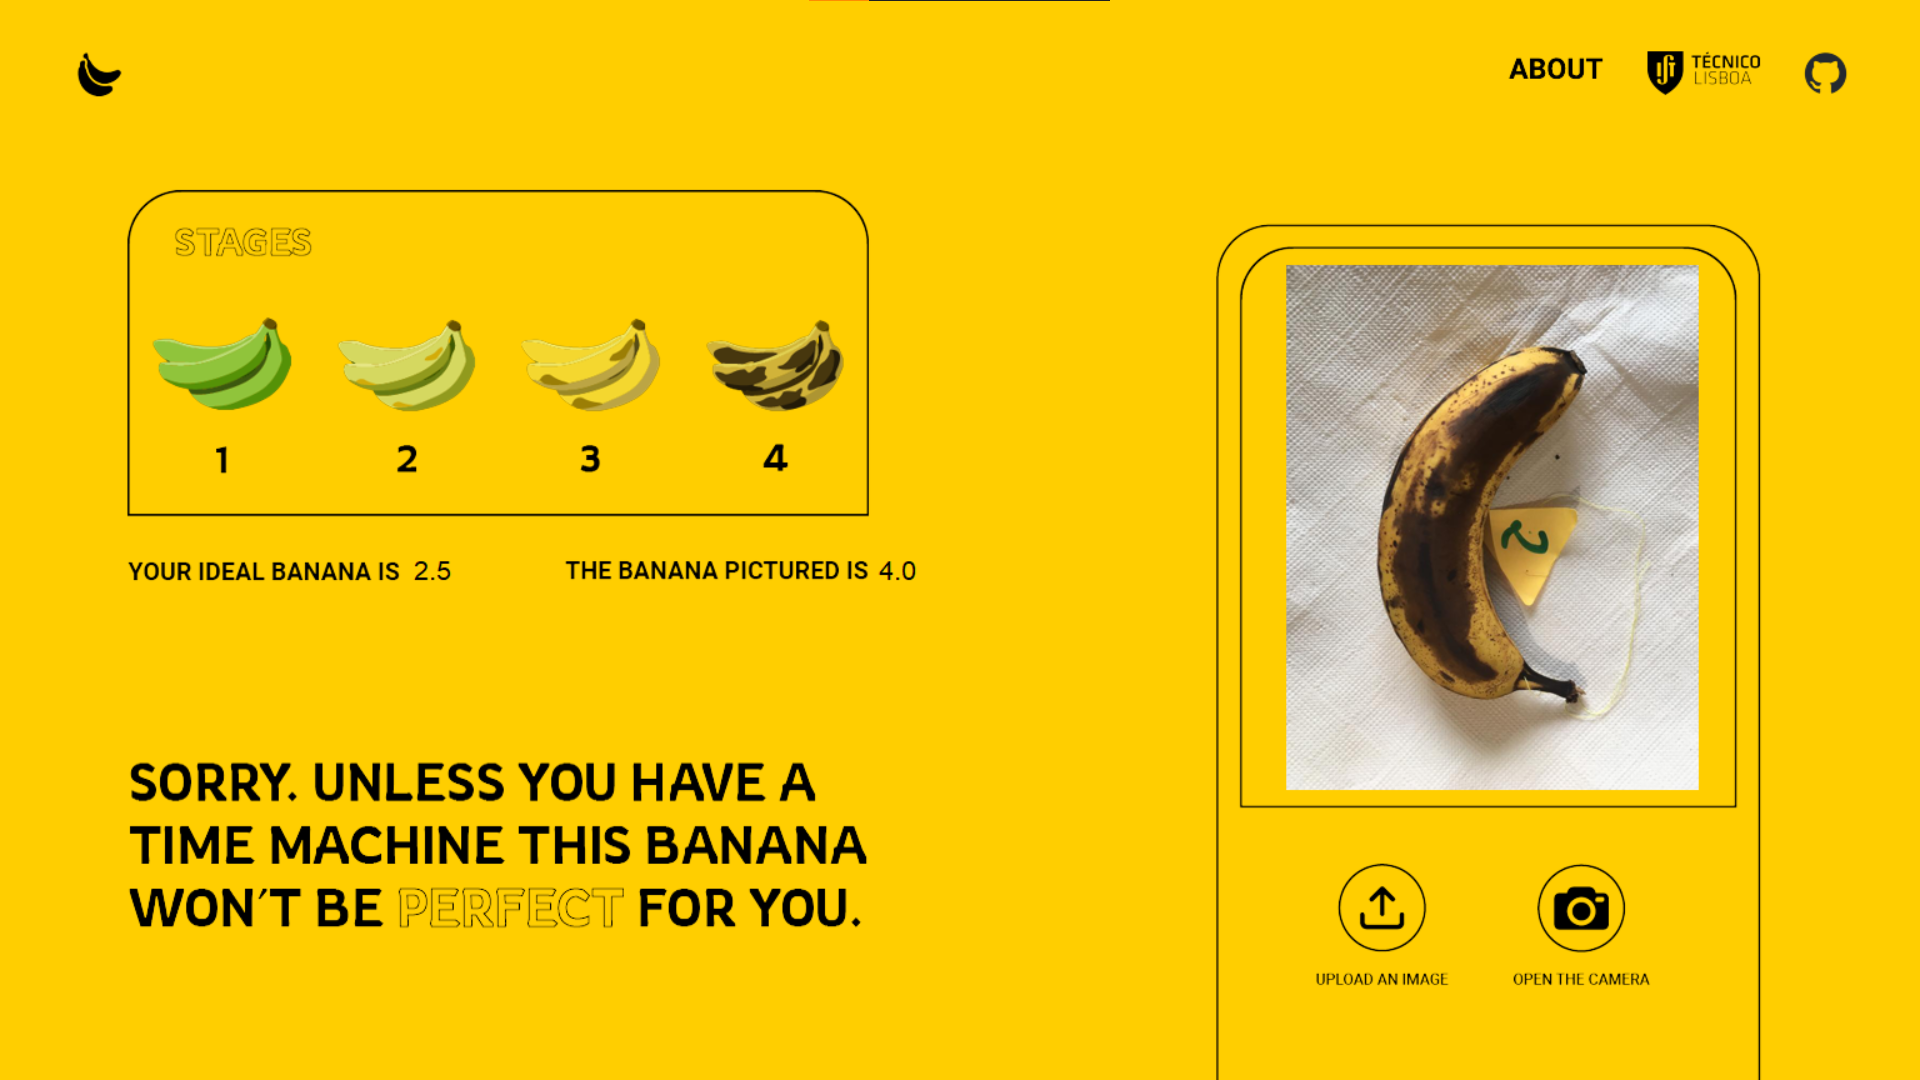 ABOUT
TÉCNICO
LISBOA
STAGES
1 2 3 4
YOUR IDEAL BANANA IS 2.5
THE BANANA PICTURED IS 4.0
SORRY. UNLESS YOU HAVE A
TIME MACHINE THIS BANANA
WON´T BE PERFECT FOR YOU.
2
UPLOAD AN IMAGE
OPEN THE CAMERA